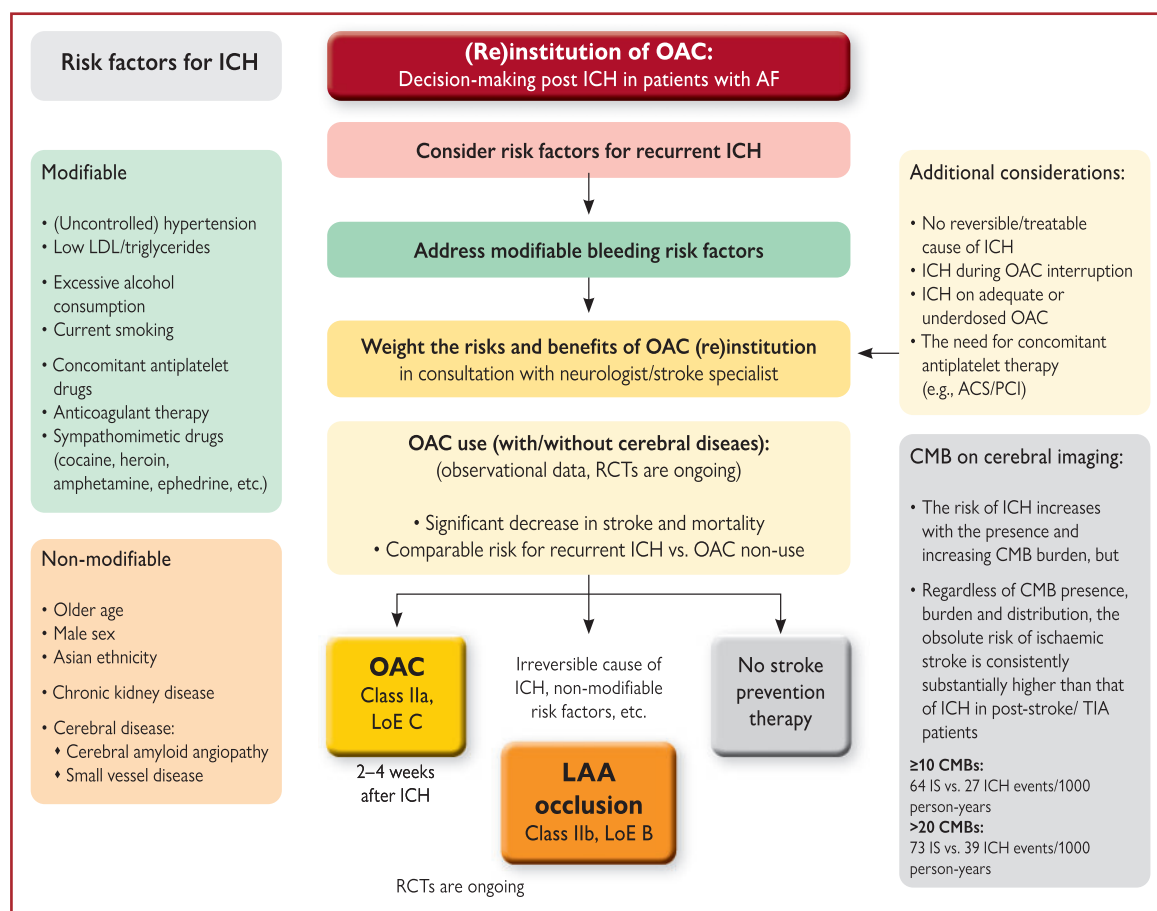 Risk factors for ICH
(Re)institution of OAC:
Decision-making post ICH in patients with AF
Consider risk factors for recurrent ICH
Address modifiable bleeding risk factors
Weight the risks and benefits of OAC (re)institution
in consultation with neurologist/stroke specialist
OAC use (with/without cerebral diseaes):
(observational data, RCTs are ongoing)
• Significant decrease in stroke and mortality
• Comparable risk for recurrent ICH vs. OAC non-use
OAC
Class IIa,
LoE C
2–4 weeks
after ICH
Irreversible cause of
ICH, non-modifiable
risk factors, etc.
LAA
occlusion
Class IIb, LoE B
No stroke
prevention
therapy
RCTs are ongoing
Modifiable
• (Uncontrolled) hypertension
• Low LDL/triglycerides
• Excessive alcohol
consumption
• Current smoking
• Concomitant antiplatelet
drugs
• Anticoagulant therapy
• Sympathomimetic drugs
(cocaine, heroin,
amphetamine, ephedrine, etc.)
Non-modifiable
• Older age
• Male sex
• Asian ethnicity
• Chronic kidney disease
• Cerebral disease:
♦ Cerebral amyloid angiopathy
♦ Small vessel disease
Additional considerations:
• No reversible/treatable
cause of ICH
• ICH during OAC interruption
• ICH on adequate or
underdosed OAC
• The need for concomitant
antiplatelet therapy
(e.g., ACS/PCI)
CMB on cerebral imaging:
• The risk of ICH increases
with the presence and
increasing CMB burden, but
• Regardless of CMB presence,
burden and distribution, the
absolute risk of ischaemic
stroke is consistently
substantially higher than that
of ICH in post-stroke/ TIA
patients
≥10 CMBs:
64 IS vs. 27 ICH events/1000
person-years
>20 CMBs:
73 IS vs. 39 ICH events/1000
person-years